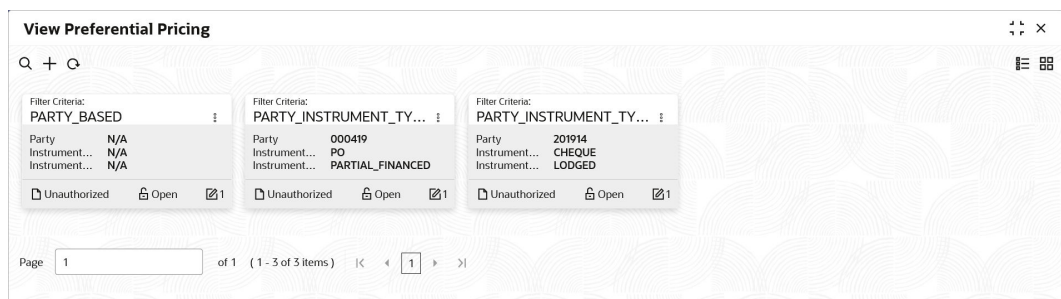 View Preferential Pricing
Filter Criteria:
PARTY_BASED
Party N/A
Instrument... N/A
Instrument... N/A
Unauthorized Open 1
Filter Criteria:
PARTY_INSTRUMENT_TY...
Party 000419
Instrument... PO
Instrument... PARTIAL_FINANCED
Unauthorized Open 1
Filter Criteria:
PARTY_INSTRUMENT_TY...
Party 201914
Instrument... CHEQUE
Instrument... LODGED
Unauthorized Open 1
Page 1 of 1 ( 1 - 3 of 3 items ) 1